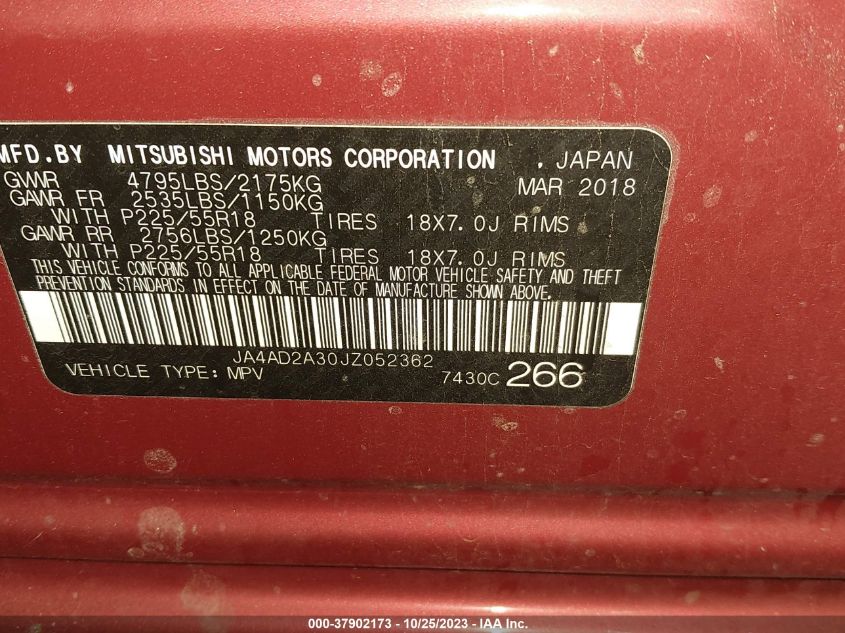 MFD.BY MITSUBISHI MOTORS CORPORATION . JAPAN
GVWR 4795LBS/2175KG MAR 2018
GAWR FR 2535LBS/1150KG
WITH P225/55R18 TIRES 18X7.0J RIMS
GAWR RR 2756LBS/1250KG
WITH P225/55R18 TIRES 18X7.0J RIMS
THIS VEHICLE CONFORMS TO ALL APPLICABLE FEDERAL MOTOR VEHICLE SAFETY AND THEFT
PREVENTION STANDARDS IN EFFECT ON THE DATE OF MANUFACTURE SHOWN ABOVE.
JA4AD2A30JZ052362
VEHICLE TYPE: MPV 7430C 266
000-37902173 - 10/25/2023 - IAA Inc.